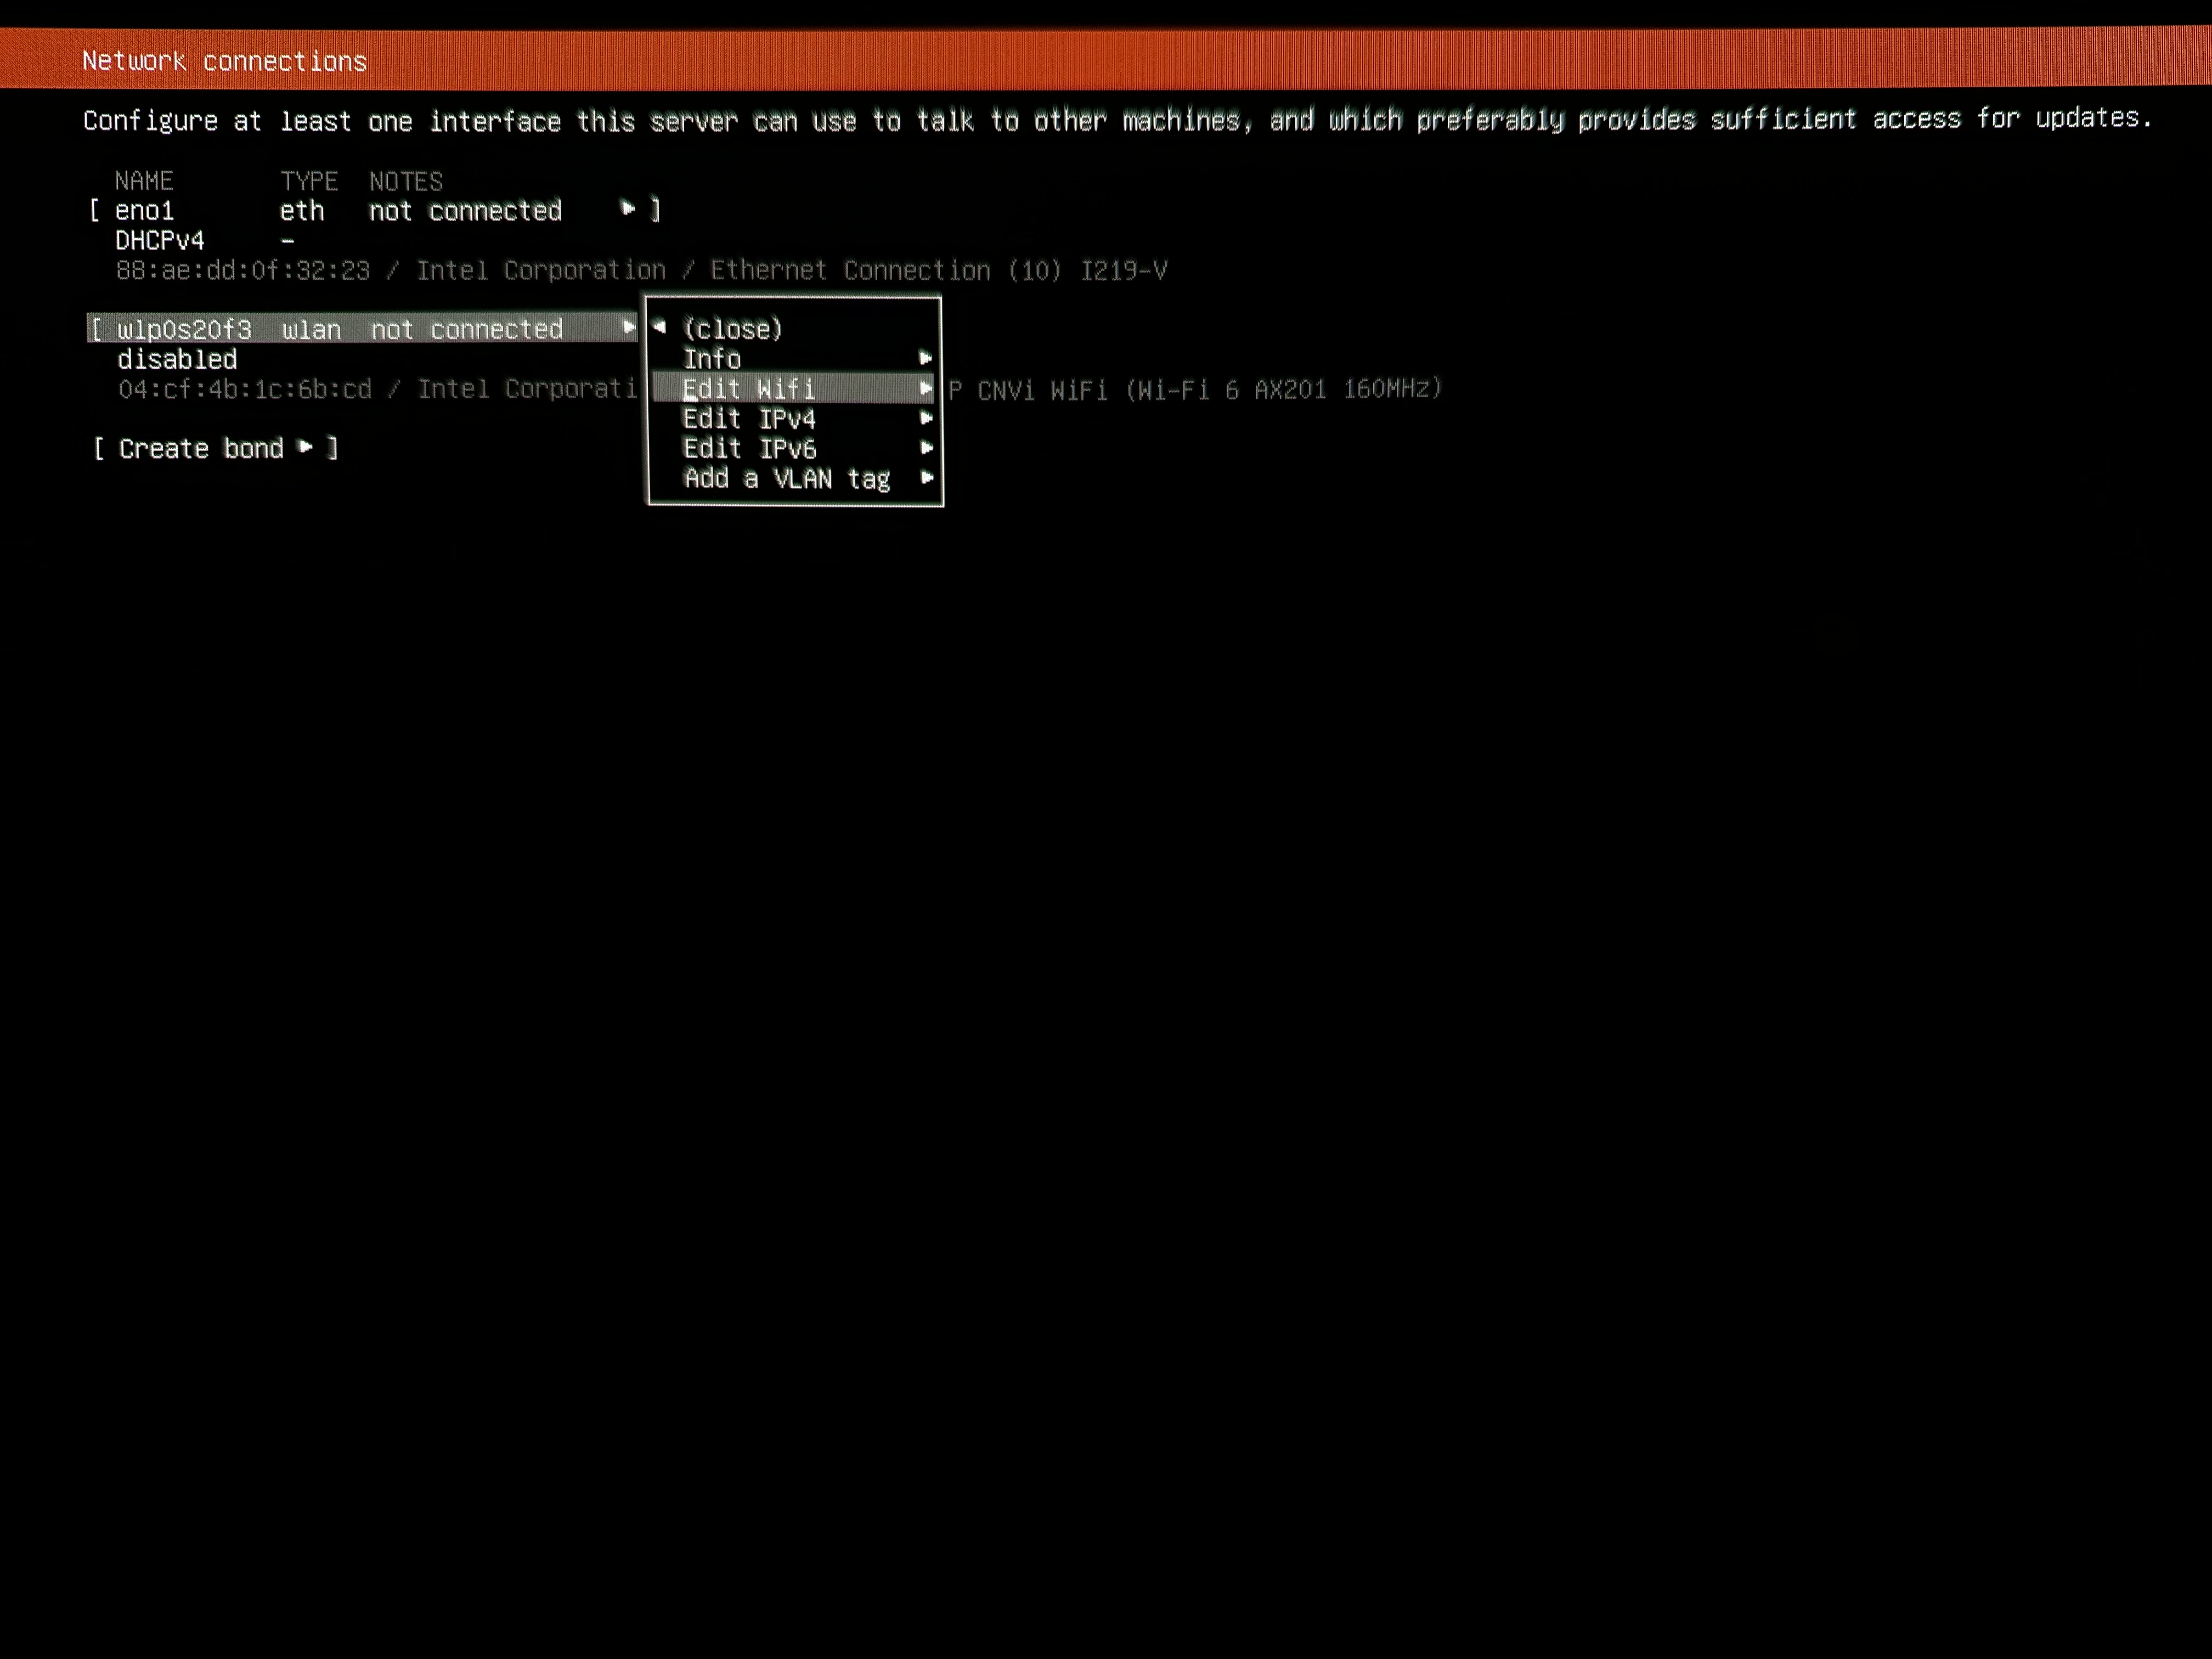 Network connections
Configure at least one interface this server can use to talk to other machines, and which preferably provides sufficient access for updates.
NAME TYPE NOTES
[ eno1 eth not connected ▸ ]
DHCPv4 -
88:ae:dd:0f:32:23 / Intel Corporation / Ethernet Connection (10) I219-V
[ wlp0s20f3 wlan not connected ▸
disabled
04:cf:4b:1c:6b:cd / Intel Corporati P CNVi WiFi (Wi-Fi 6 AX201 160MHz)
[ Create bond ▸ ]
◂ (close)
Info ▸
Edit Wifi ▸
Edit IPv4 ▸
Edit IPv6 ▸
Add a VLAN tag ▸